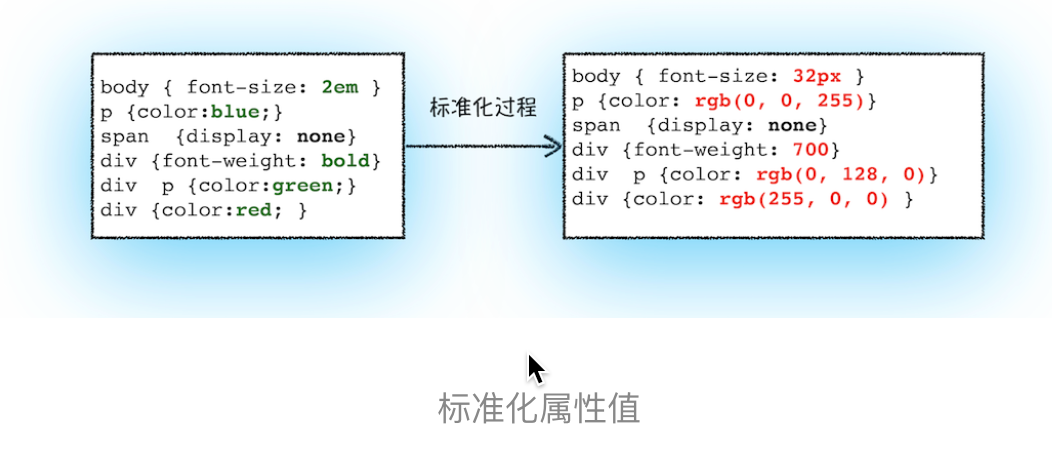 body { font-size: 2em }
p {color:blue;}
span  {display: none}
div {font-weight: bold}
div  p {color:green;}
div {color:red; }
标准化过程
body { font-size: 32px }
p {color: rgb(0, 0, 255)}
span  {display: none}
div {font-weight: 700}
div  p {color: rgb(0, 128, 0)}
div {color: rgb(255, 0, 0) }
标准化属性值